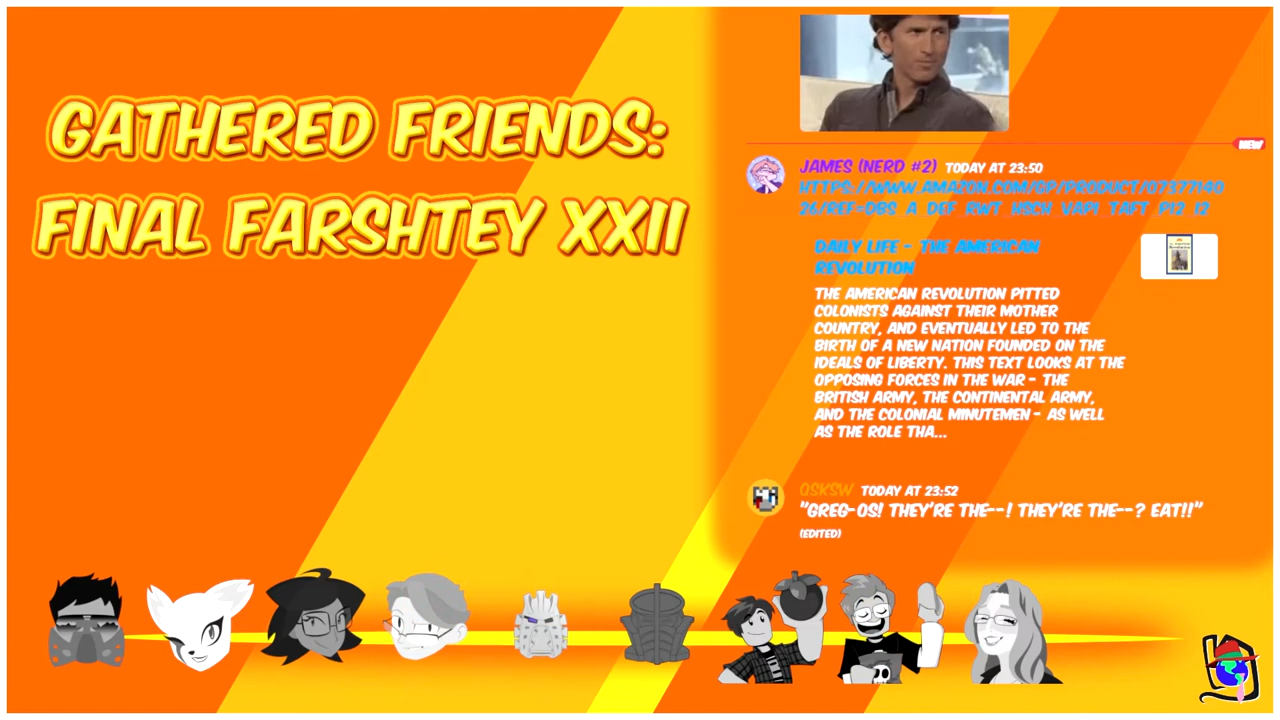 GATHERED FRIENDS:
FINAL FARSHTEY XXII
NEW
JAMES (NERD #2) TODAY AT 23:50
HTTPS://WWW.AMAZON.COM/GP/PRODUCT/07377140
26/REF=DBS_A_DEF_RWT_HSCH_VAPI_TAFT_P12_I2
DAILY LIFE - THE AMERICAN
REVOLUTION
THE AMERICAN REVOLUTION PITTED
COLONISTS AGAINST THEIR MOTHER
COUNTRY, AND EVENTUALLY LED TO THE
BIRTH OF A NEW NATION FOUNDED ON THE
IDEALS OF LIBERTY. THIS TEXT LOOKS AT THE
OPPOSING FORCES IN THE WAR - THE
BRITISH ARMY, THE CONTINENTAL ARMY,
AND THE COLONIAL MINUTEMEN - AS WELL
AS THE ROLE THA...
QSKSW TODAY AT 23:52
"GREG-OS! THEY'RE THE--! THEY'RE THE--? EAT!!"
(EDITED)